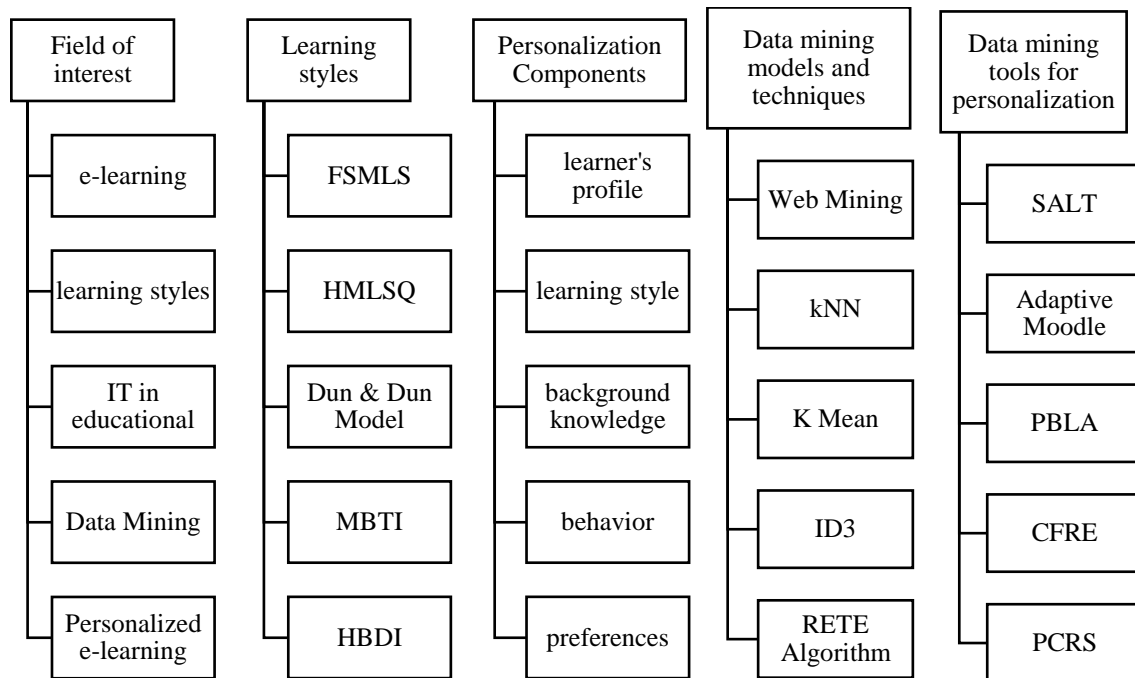 Field of
interest
e-learning
learning styles
IT in
educational
Data Mining
Personalized
e-learning
Learning
styles
FSMLS
HMLSQ
Dun & Dun
Model
MBTI
HBDI
Personalization
Components
learner's
profile
learning style
background
knowledge
behavior
preferences
Data mining
models and
techniques
Web Mining
kNN
K Mean
ID3
RETE
Algorithm
Data mining
tools for
personalization
SALT
Adaptive
Moodle
PBLA
CFRE
PCRS